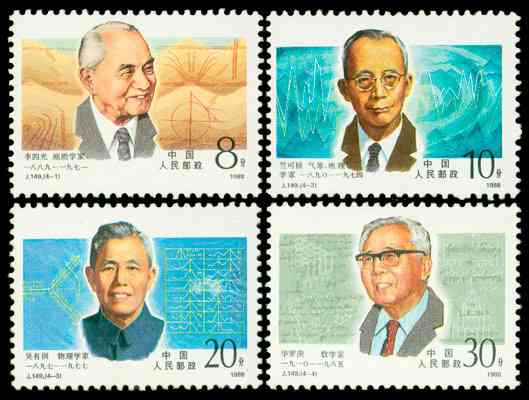 李四光 地质学家
一八八九—一九七一
J.149.(4-1)
中国
人民邮政
8分
1988
竺可桢 气象、地理
学家 一八九〇—一九七四
J.149.(4-2)
中国
人民邮政
10分
1988
吴有训 物理学家
一八九七—一九七七
J.149.(4-3)
中国
人民邮政
20分
1988
华罗庚 数学家
一九一〇—一九八五
J.149.(4-4)
中国
人民邮政
30分
1988